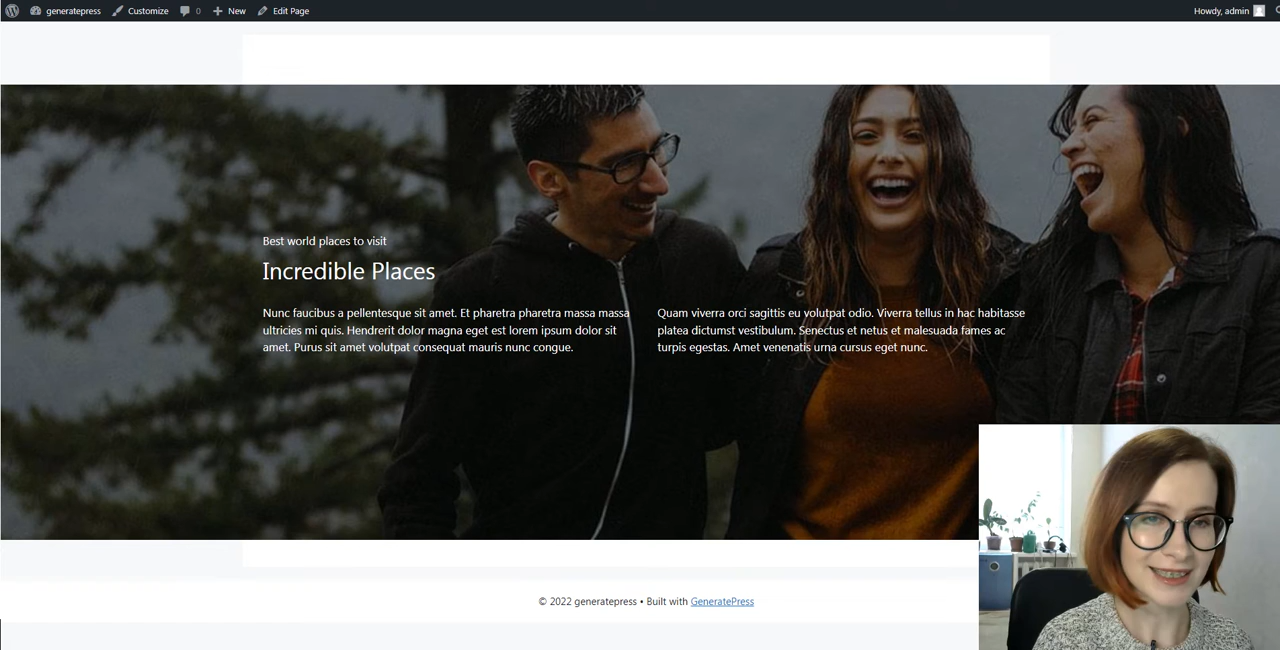 generatepress Customize 0 New Edit Page Howdy, admin
Best world places to visit
Incredible Places
Nunc faucibus a pellentesque sit amet. Et pharetra pharetra massa massa
ultricies mi quis. Hendrerit dolor magna eget est lorem ipsum dolor sit
amet. Purus sit amet volutpat consequat mauris nunc congue.
Quam viverra orci sagittis eu volutpat odio. Viverra tellus in hac habitasse
platea dictumst vestibulum. Senectus et netus et malesuada fames ac
turpis egestas. Amet venenatis urna cursus eget nunc.
© 2022 generatepress • Built with GeneratePress